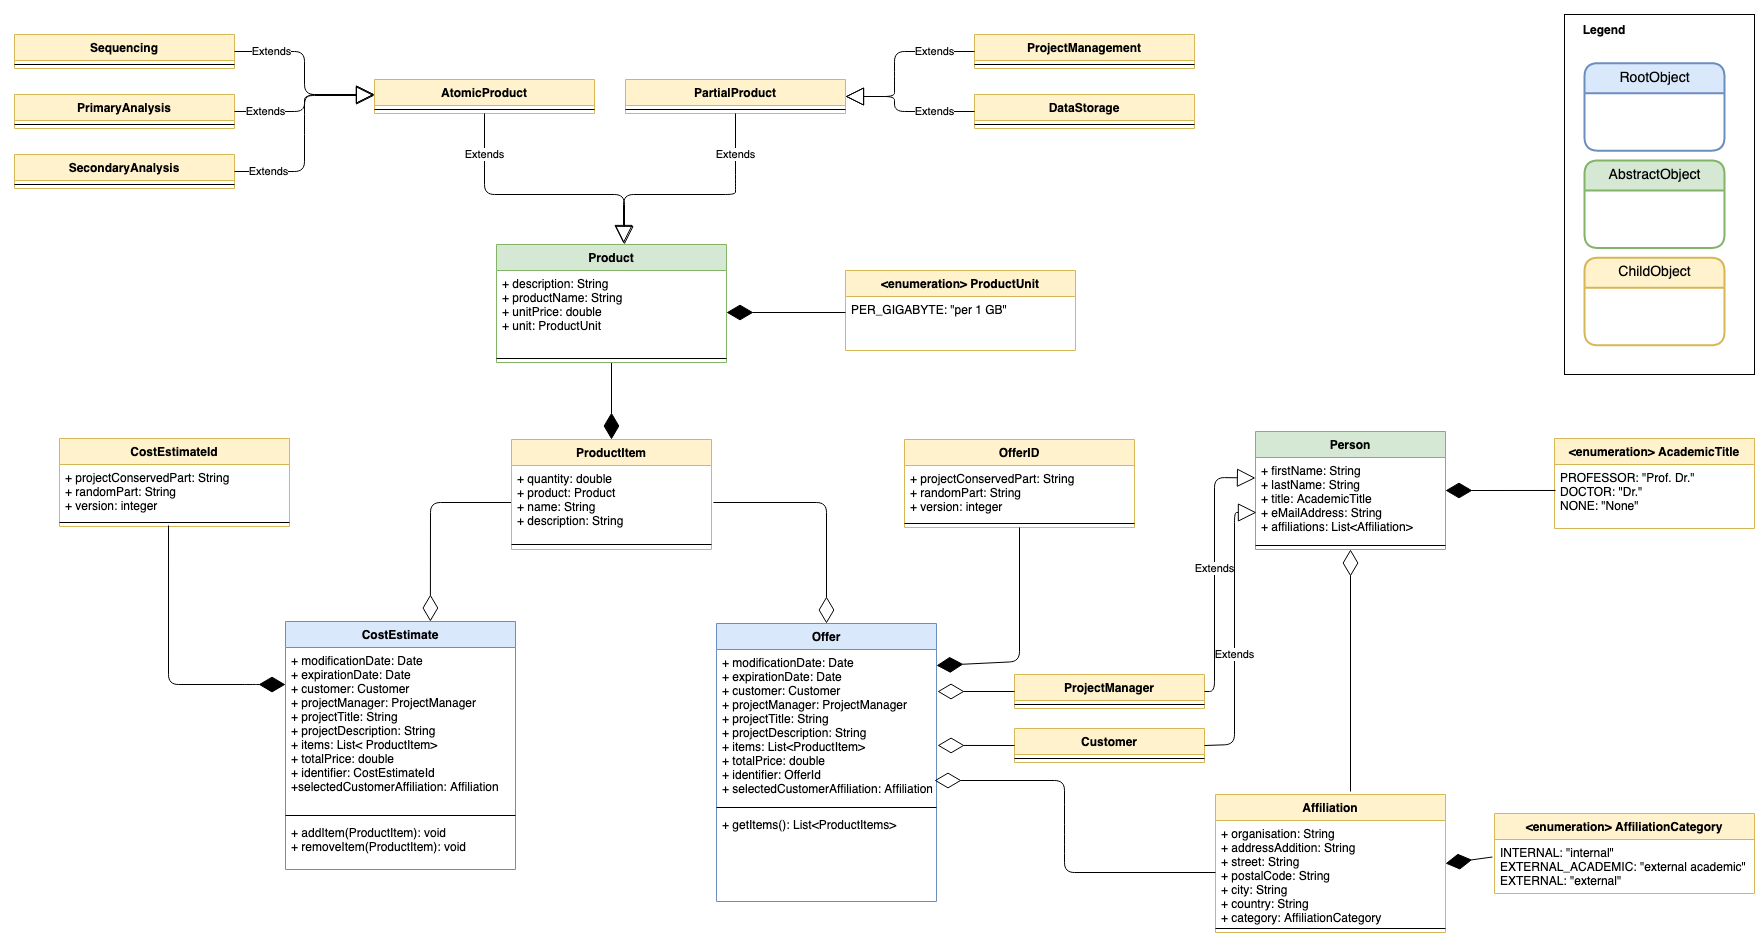 Sequencing
Extends
PrimaryAnalysis
Extends
SecondaryAnalysis
Extends
AtomicProduct
Extends
PartialProduct
Extends
ProjectManagement
Extends
DataStorage
Extends
Legend
RootObject
AbstractObject
ChildObject
Product
+ description: String
+ productName: String
+ unitPrice: double
+ unit: ProductUnit
<enumeration> ProductUnit
PER_GIGABYTE: "per 1 GB"
CostEstimateId
+ projectConservedPart: String
+ randomPart: String
+ version: integer
ProductItem
+ quantity: double
+ product: Product
+ name: String
+ description: String
OfferID
+ projectConservedPart: String
+ randomPart: String
+ version: integer
Person
+ firstName: String
+ lastName: String
+ title: AcademicTitle
+ eMailAddress: String
+ affiliations: List<Affiliation>
<enumeration> AcademicTitle
PROFESSOR: "Prof. Dr."
DOCTOR: "Dr."
NONE: "None"
Extends
Extends
CostEstimate
+ modificationDate: Date
+ expirationDate: Date
+ customer: Customer
+ projectManager: ProjectManager
+ projectTitle: String
+ projectDescription: String
+ items: List< ProductItem>
+ totalPrice: double
+ identifier: CostEstimateId
+selectedCustomerAffiliation: Affiliation
+ addItem(ProductItem): void
+ removeItem(ProductItem): void
Offer
+ modificationDate: Date
+ expirationDate: Date
+ customer: Customer
+ projectManager: ProjectManager
+ projectTitle: String
+ projectDescription: String
+ items: List<ProductItem>
+ totalPrice: double
+ identifier: OfferId
+ selectedCustomerAffiliation: Affiliation
+ getItems(): List<ProductItems>
ProjectManager
Customer
Affiliation
+ organisation: String
+ addressAddition: String
+ street: String
+ postalCode: String
+ city: String
+ country: String
+ category: AffiliationCategory
<enumeration> AffiliationCategory
INTERNAL: "internal"
EXTERNAL_ACADEMIC: "external academic"
EXTERNAL: "external"